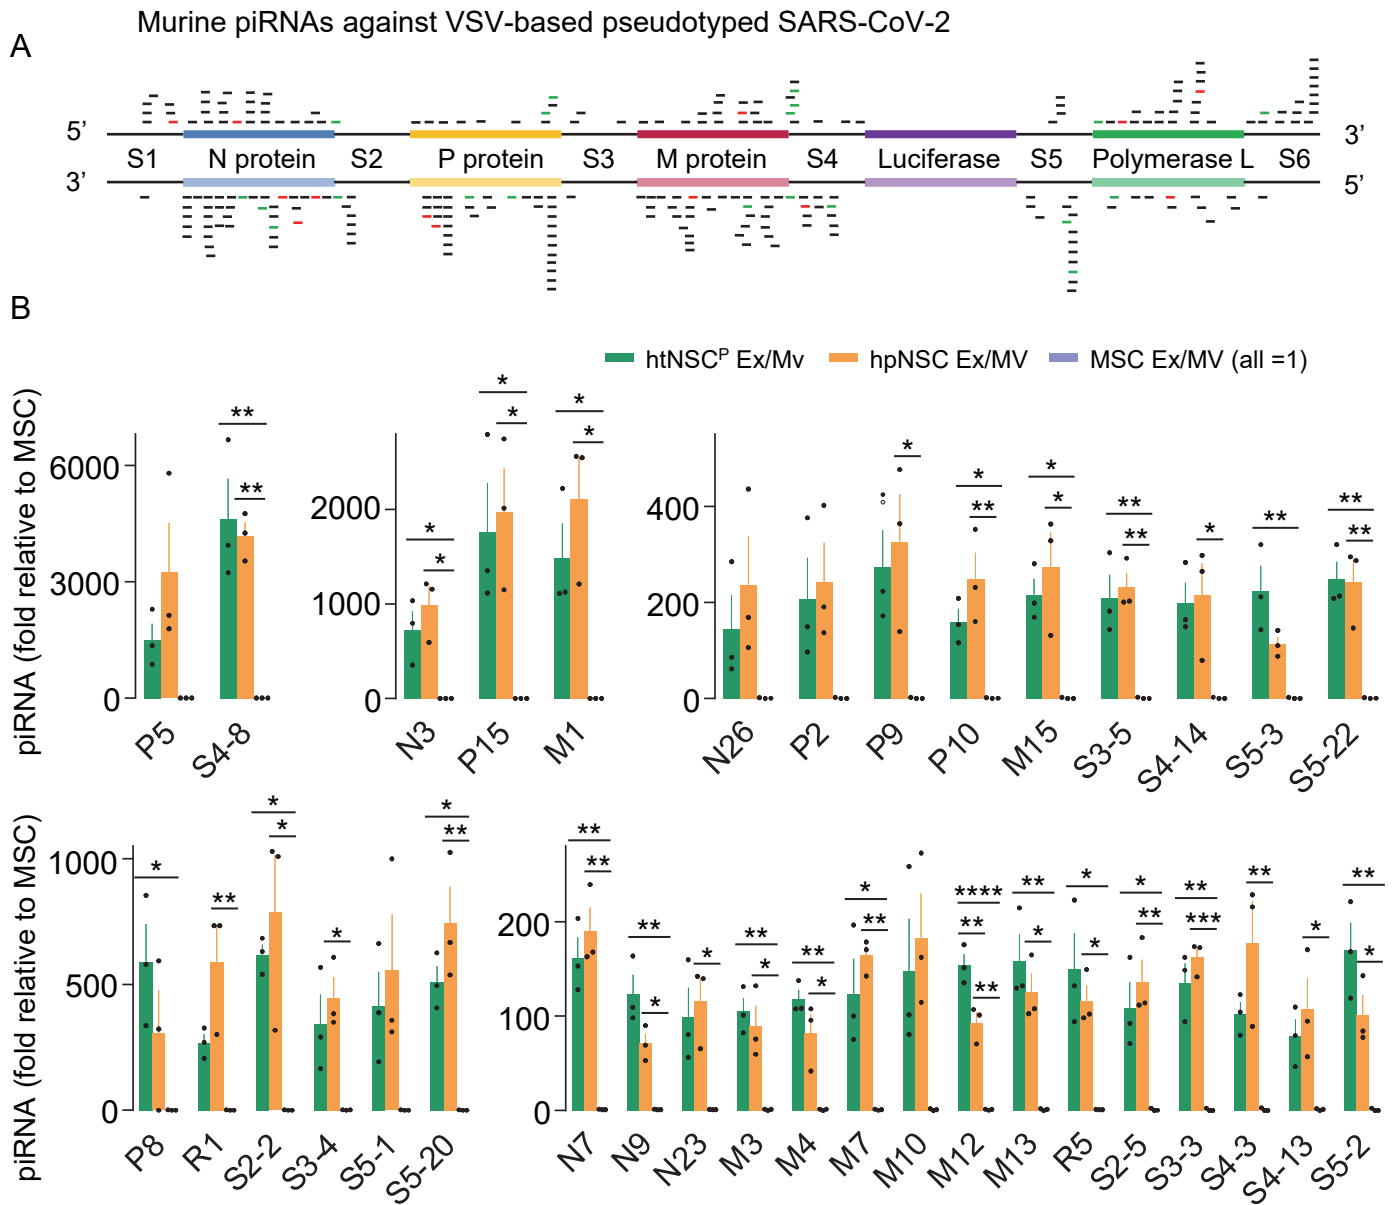 Murine piRNAs against VSV-based pseudotyped SARS-CoV-2
A
5’ 3’
S1 N protein S2 P protein S3 M protein S4 Luciferase S5 Polymerase L S6
3’ 5’
B
htNSCᴾ Ex/Mv hpNSC Ex/MV MSC Ex/MV (all =1)
piRNA (fold relative to MSC)
6000
3000
0
** **
P5 S4-8
2000
1000
0
* * * * * *
N3 P15 M1
400
200
0
* * ** * * ** ** * ** ** **
N26 P2 P9 P10 M15 S3-5 S4-14 S5-3 S5-22
piRNA (fold relative to MSC)
1000
500
0
* ** * * * * **
P8 R1 S2-2 S3-4 S5-1 S5-20
200
100
0
** ** ** * * ** * ** * * ** **** ** ** ** * * * * ** ** *** ** * ** *
N7 N9 N23 M3 M4 M7 M10 M12 M13 R5 S2-5 S3-3 S4-3 S4-13 S5-2